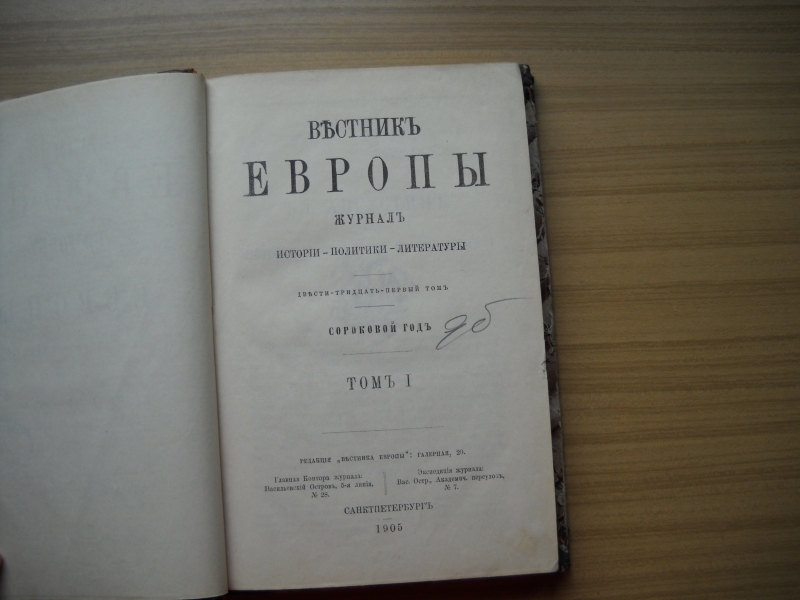 ВѢСТНИКЪ
ЕВРОПЫ
ЖУРНАЛЪ
ИСТОРІИ – ПОЛИТИКИ – ЛИТЕРАТУРЫ
ДВѢСТИ-ТРИДЦАТЬ-ПЕРВЫЙ ТОМЪ
СОРОКОВОЙ ГОДЪ
ТОМЪ I
РЕДАКЦІЯ „ВѢСТНИКА ЕВРОПЫ“: ГАЛЕРНАЯ, 20.
Главная Контора журнала:
Васильевскій Островъ, 5-я линія,
№ 28.
Экспедиція журнала:
Вас. Остр., Академич. переулокъ,
№ 7.
САНКТПЕТЕРБУРГЪ
1905